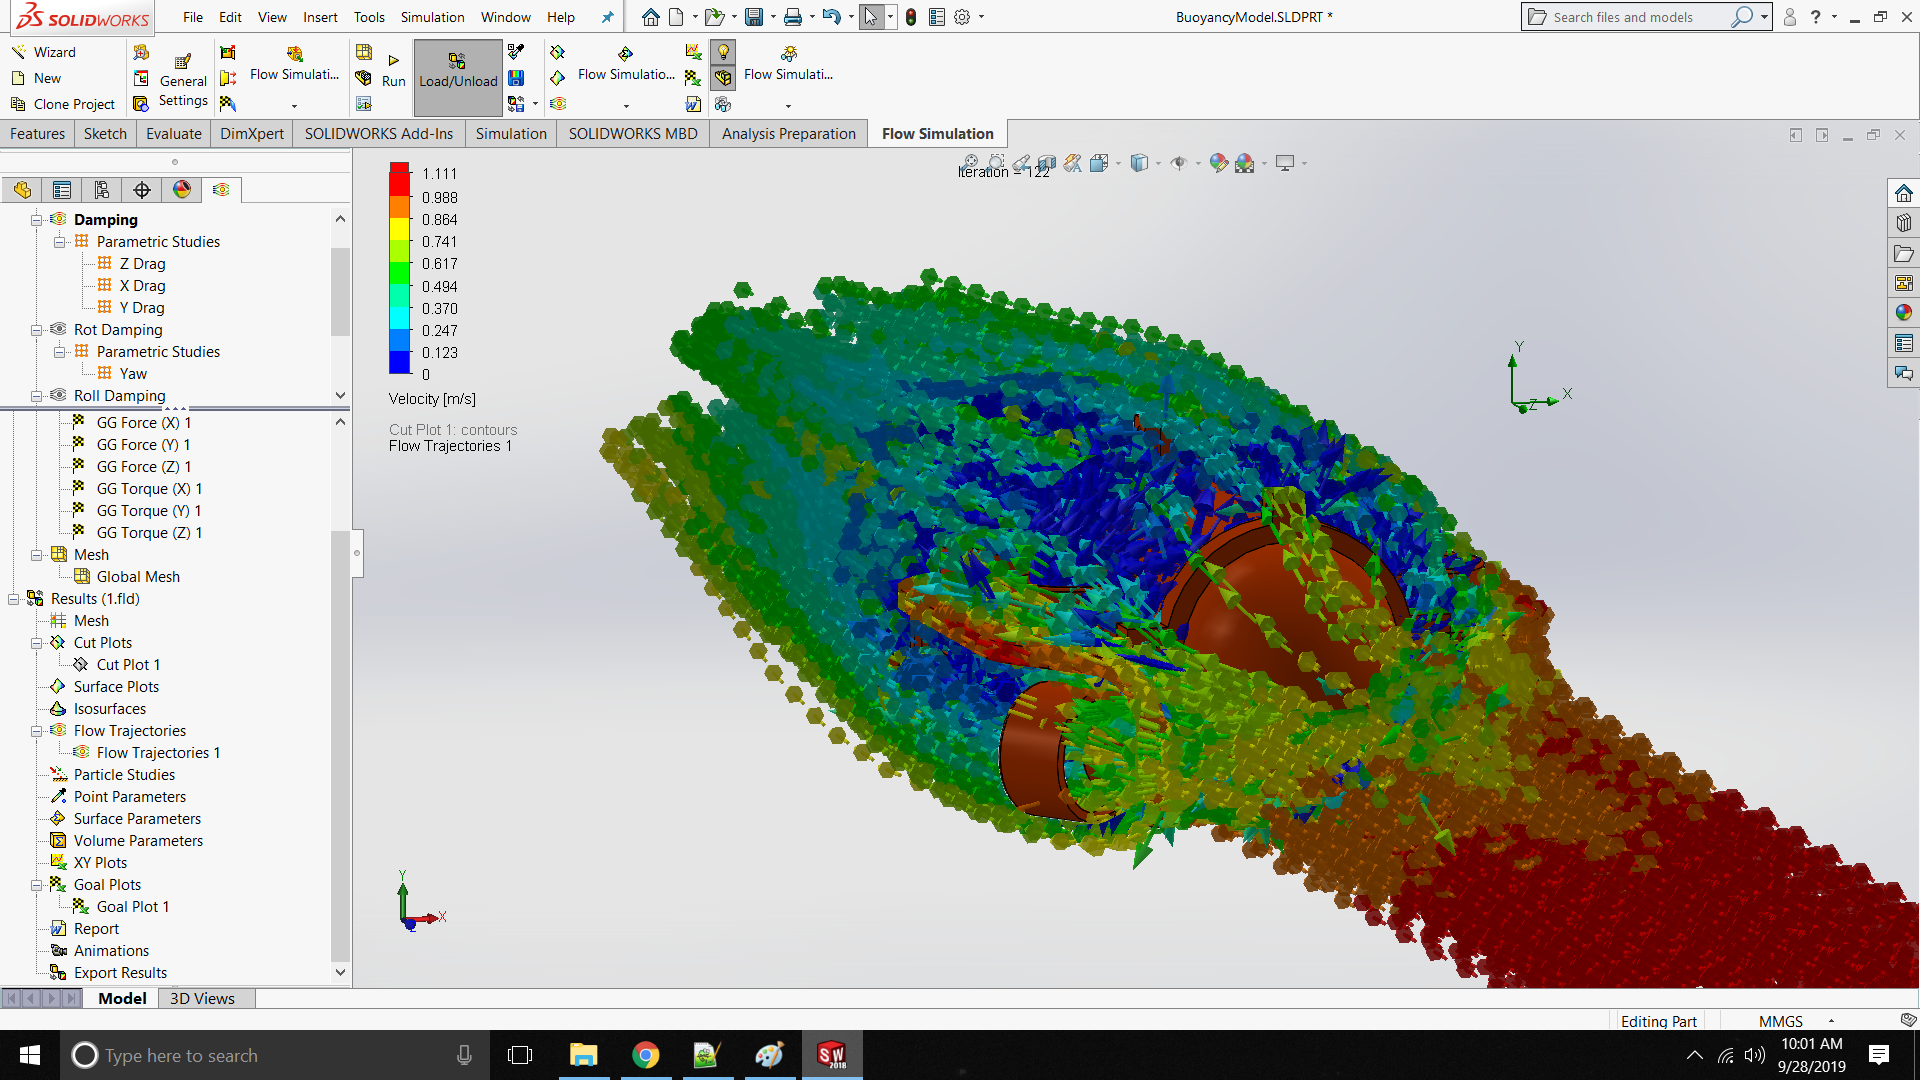 SOLIDWORKS
File Edit View Insert Tools Simulation Window Help
BuoyancyModel.SLDPRT *
Search files and models
Wizard
New
Clone Project
General Settings
Flow Simulati...
Run
Load/Unload
Flow Simulatio...
Flow Simulati...
Features Sketch Evaluate DimXpert SOLIDWORKS Add-Ins Simulation SOLIDWORKS MBD Analysis Preparation Flow Simulation
Damping
Parametric Studies
Z Drag
X Drag
Y Drag
Rot Damping
Parametric Studies
Yaw
Roll Damping
GG Force (X) 1
GG Force (Y) 1
GG Force (Z) 1
GG Torque (X) 1
GG Torque (Y) 1
GG Torque (Z) 1
Mesh
Global Mesh
Results (1.fld)
Mesh
Cut Plots
Cut Plot 1
Surface Plots
Isosurfaces
Flow Trajectories
Flow Trajectories 1
Particle Studies
Point Parameters
Surface Parameters
Volume Parameters
XY Plots
Goal Plots
Goal Plot 1
Report
Animations
Export Results
1.111
0.988
0.864
0.741
0.617
0.494
0.370
0.247
0.123
0
Velocity [m/s]
Cut Plot 1: contours
Flow Trajectories 1
Iteration = 122
Y
X
Z
Y
X
Z
Model 3D Views
Editing Part
MMGS
Type here to search
SW
2018
10:01 AM
9/28/2019